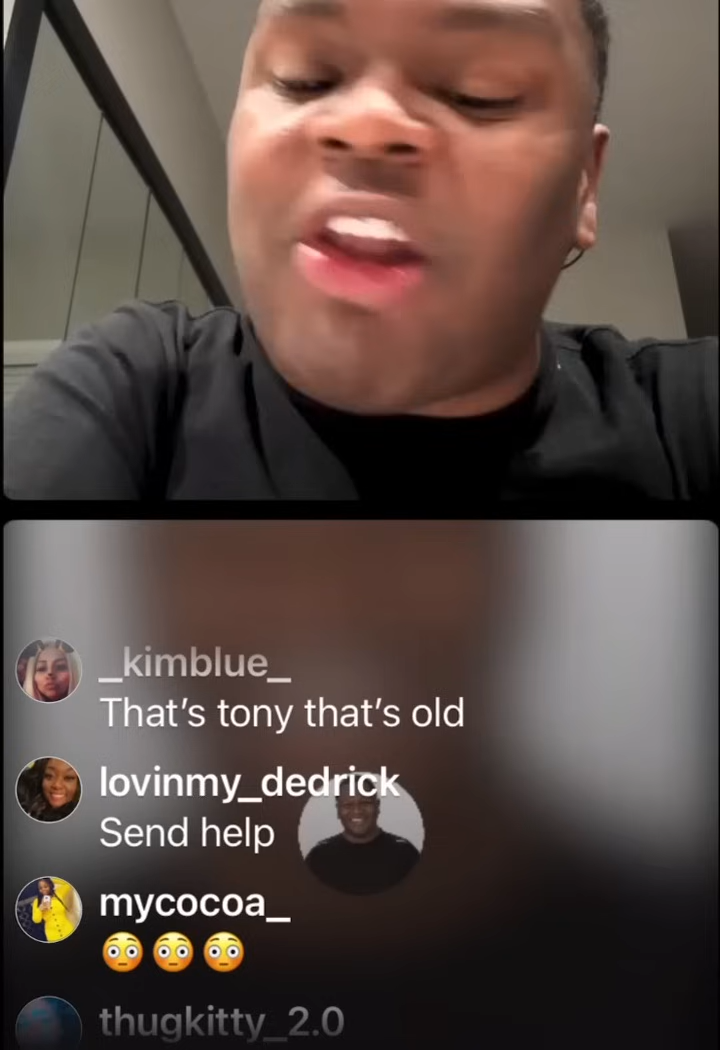 _kimblue_
That's tony that's old
lovinmy_dedrick
Send help
mycocoa_
😳😳😳
thugkitty_2.0